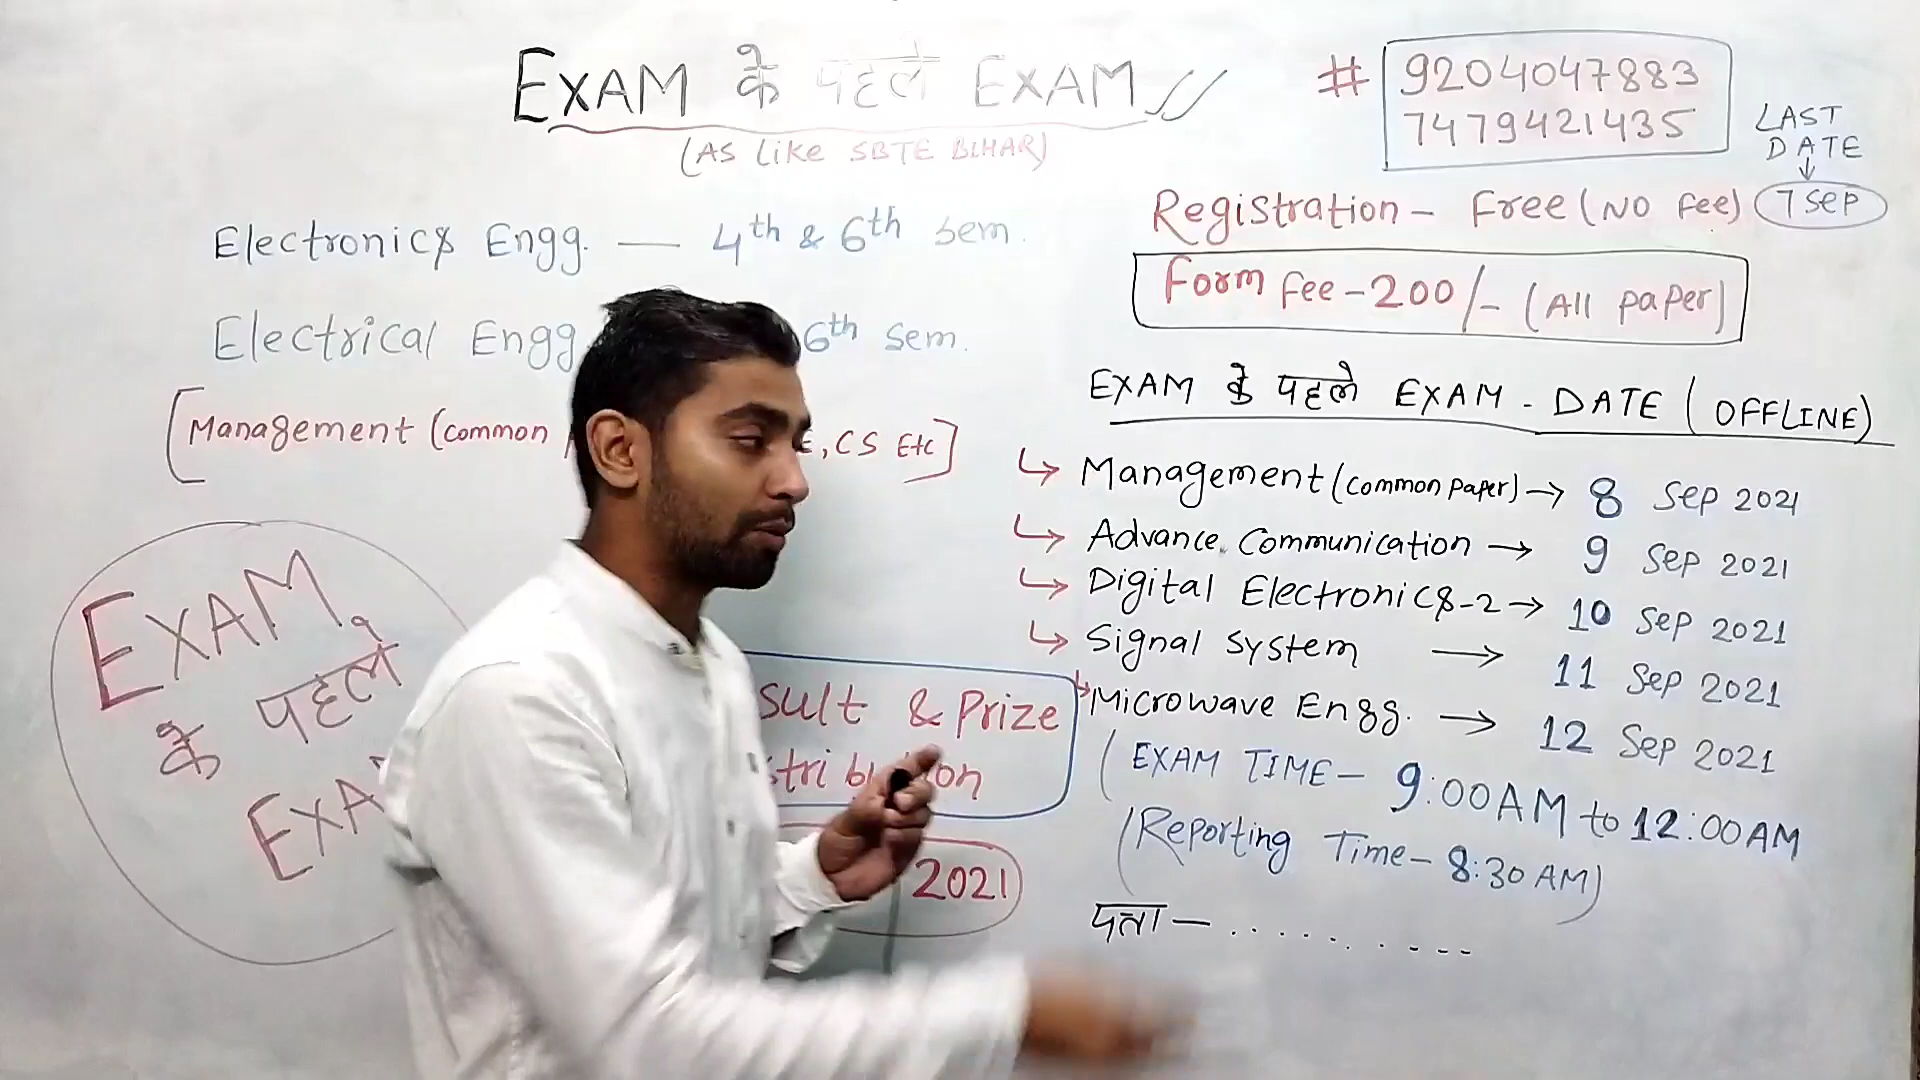 EXAM के पहले EXAM
(AS Like SBTE BIHAR)
Electronics Engg. — 4th & 6th Sem.
Electrical Engg 6th Sem.
[Management (common , CS Etc]
EXAM
के पहले
EXA
sult & Prize
stribution
2021
# 9204047883
7479421435
LAST
DATE
↓
7 Sep
Registration - Free (NO Fee)
Form Fee - 200/- (All paper)
EXAM के पहले EXAM - DATE (OFFLINE)
↳ Management (common paper) → 8 Sep 2021
↳ Advance Communication → 9 Sep 2021
↳ Digital Electronics-2 → 10 Sep 2021
↳ Signal System → 11 Sep 2021
↳ Microwave Engg. → 12 Sep 2021
(EXAM TIME - 9:00AM to 12:00AM
(Reporting Time - 8:30 AM)
पता - ..........